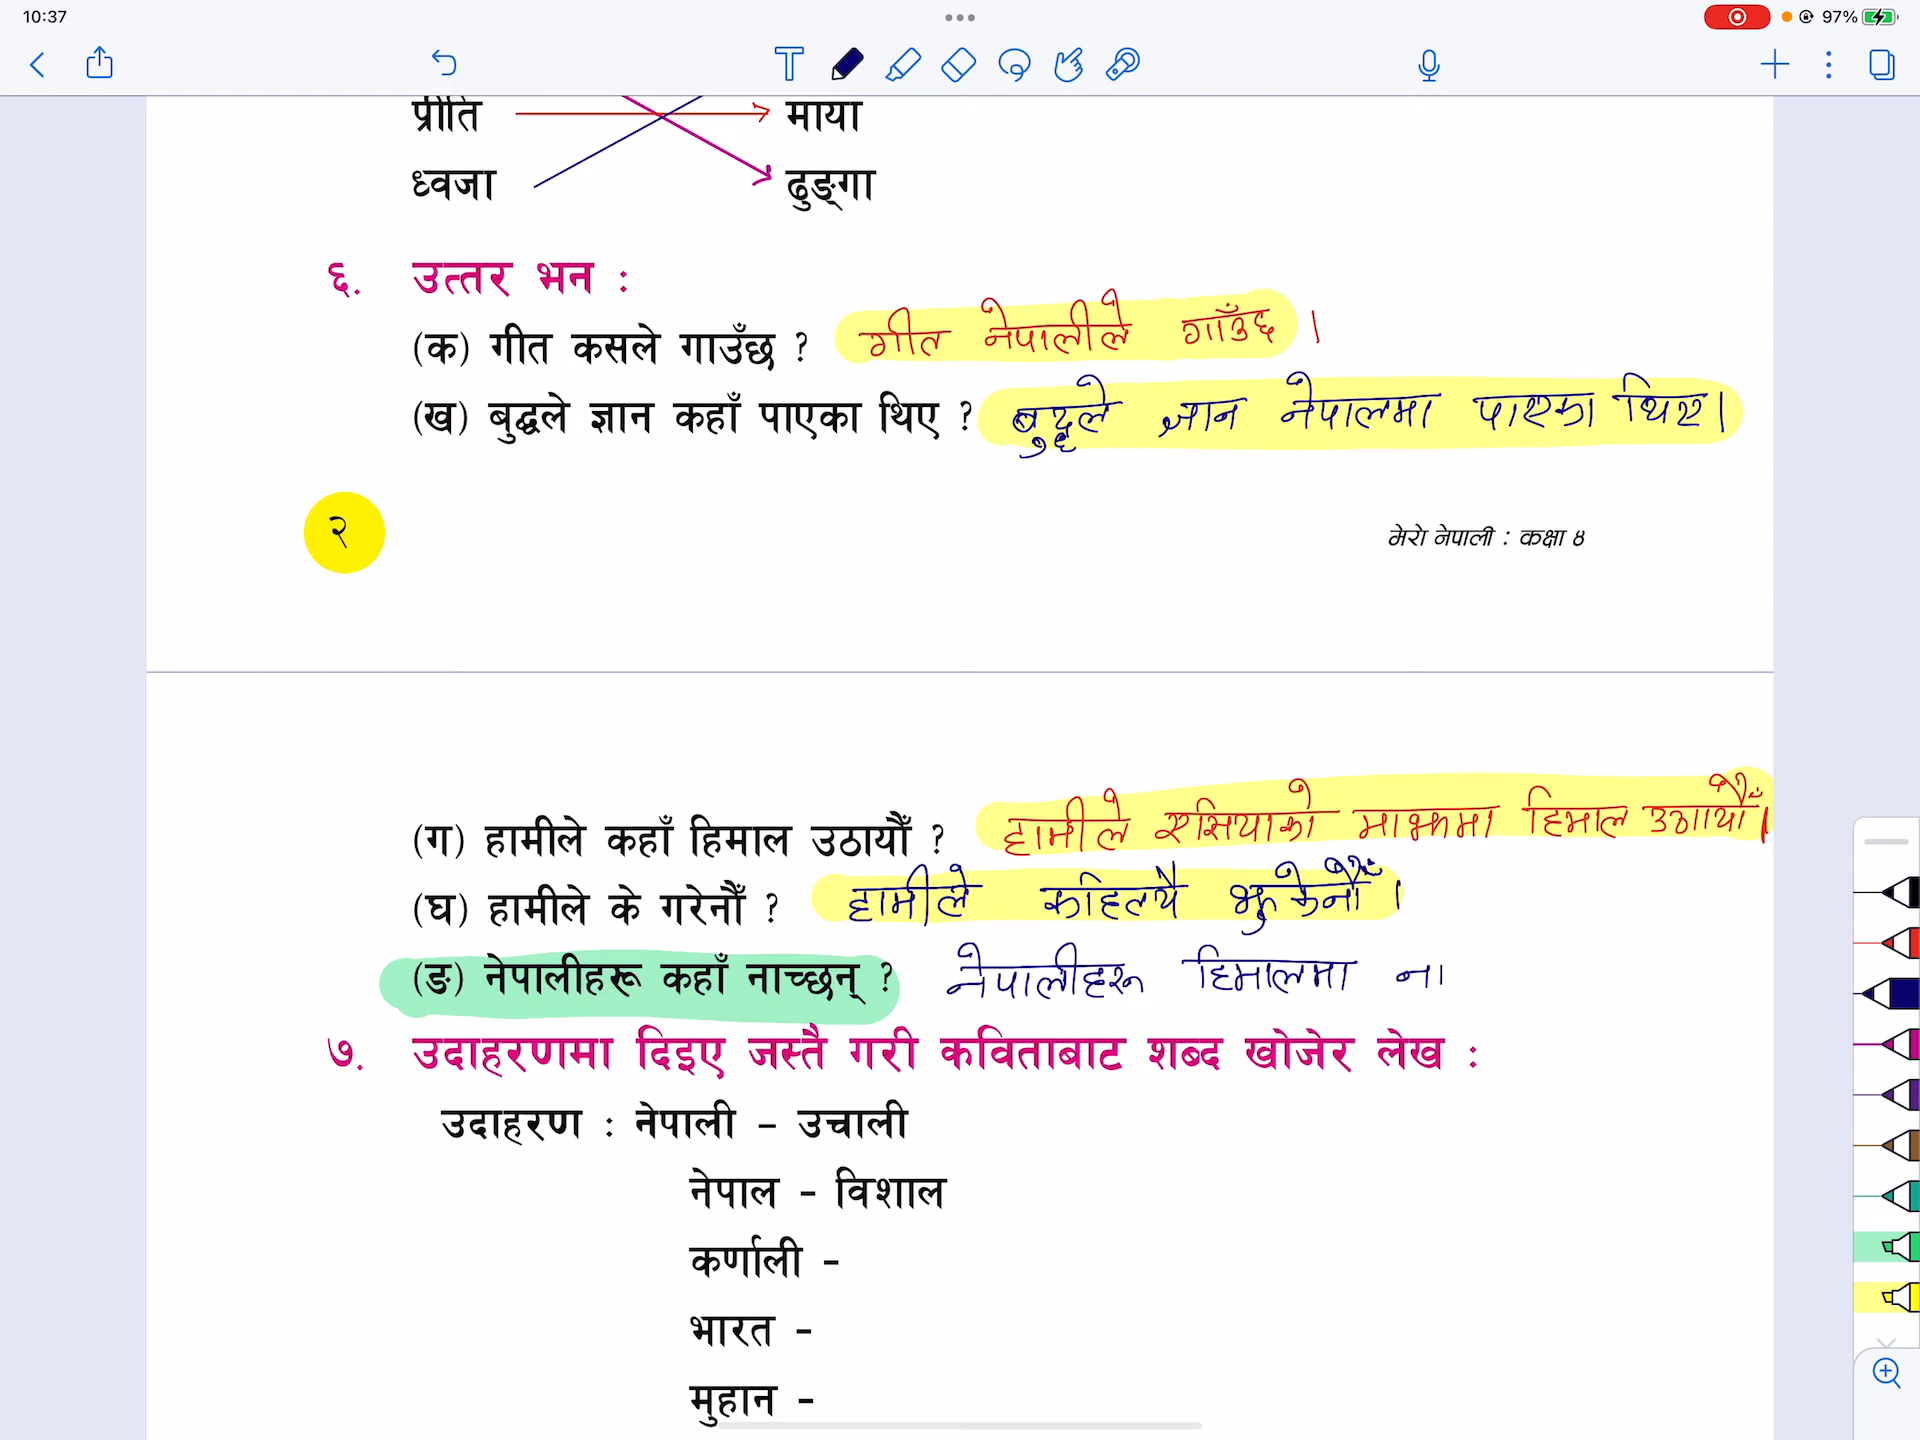 10:37
97%
प्रीति माया
ध्वजा ढुङ्गा
६. उत्तर भन :
(क) गीत कसले गाउँछ ? गीत नेपालीले गाउँछ ।
(ख) बुद्धले ज्ञान कहाँ पाएका थिए ? बुद्धले ज्ञान नेपालमा पाएका थिए ।
२
मेरो नेपाली : कक्षा ४
(ग) हामीले कहाँ हिमाल उठायौँ ? हामीले एसियाको माझमा हिमाल उठायौँ ।
(घ) हामीले के गरेनौँ ? हामीले कहिल्यै झुकेनौँ ।
(ङ) नेपालीहरू कहाँ नाच्छन् ? नेपालीहरू हिमालमा ना
७. उदाहरणमा दिइए जस्तै गरी कविताबाट शब्द खोजेर लेख :
उदाहरण : नेपाली – उचाली
नेपाल – विशाल
कर्णाली –
भारत –
मुहान –